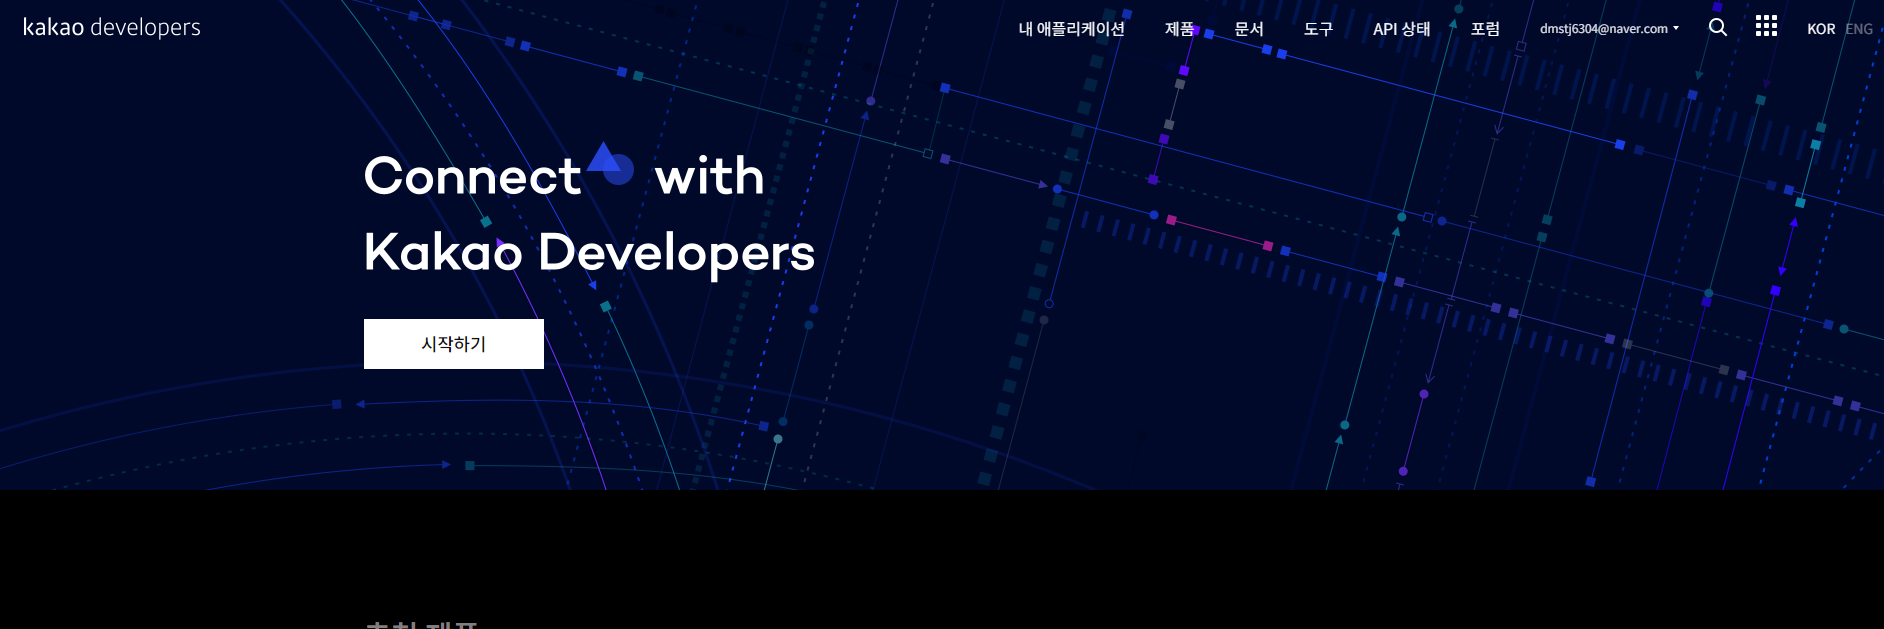 kakao developers
내 애플리케이션 제품 문서 도구 API 상태 포럼 dmstj6304@naver.com KOR ENG
Connect with
Kakao Developers
시작하기